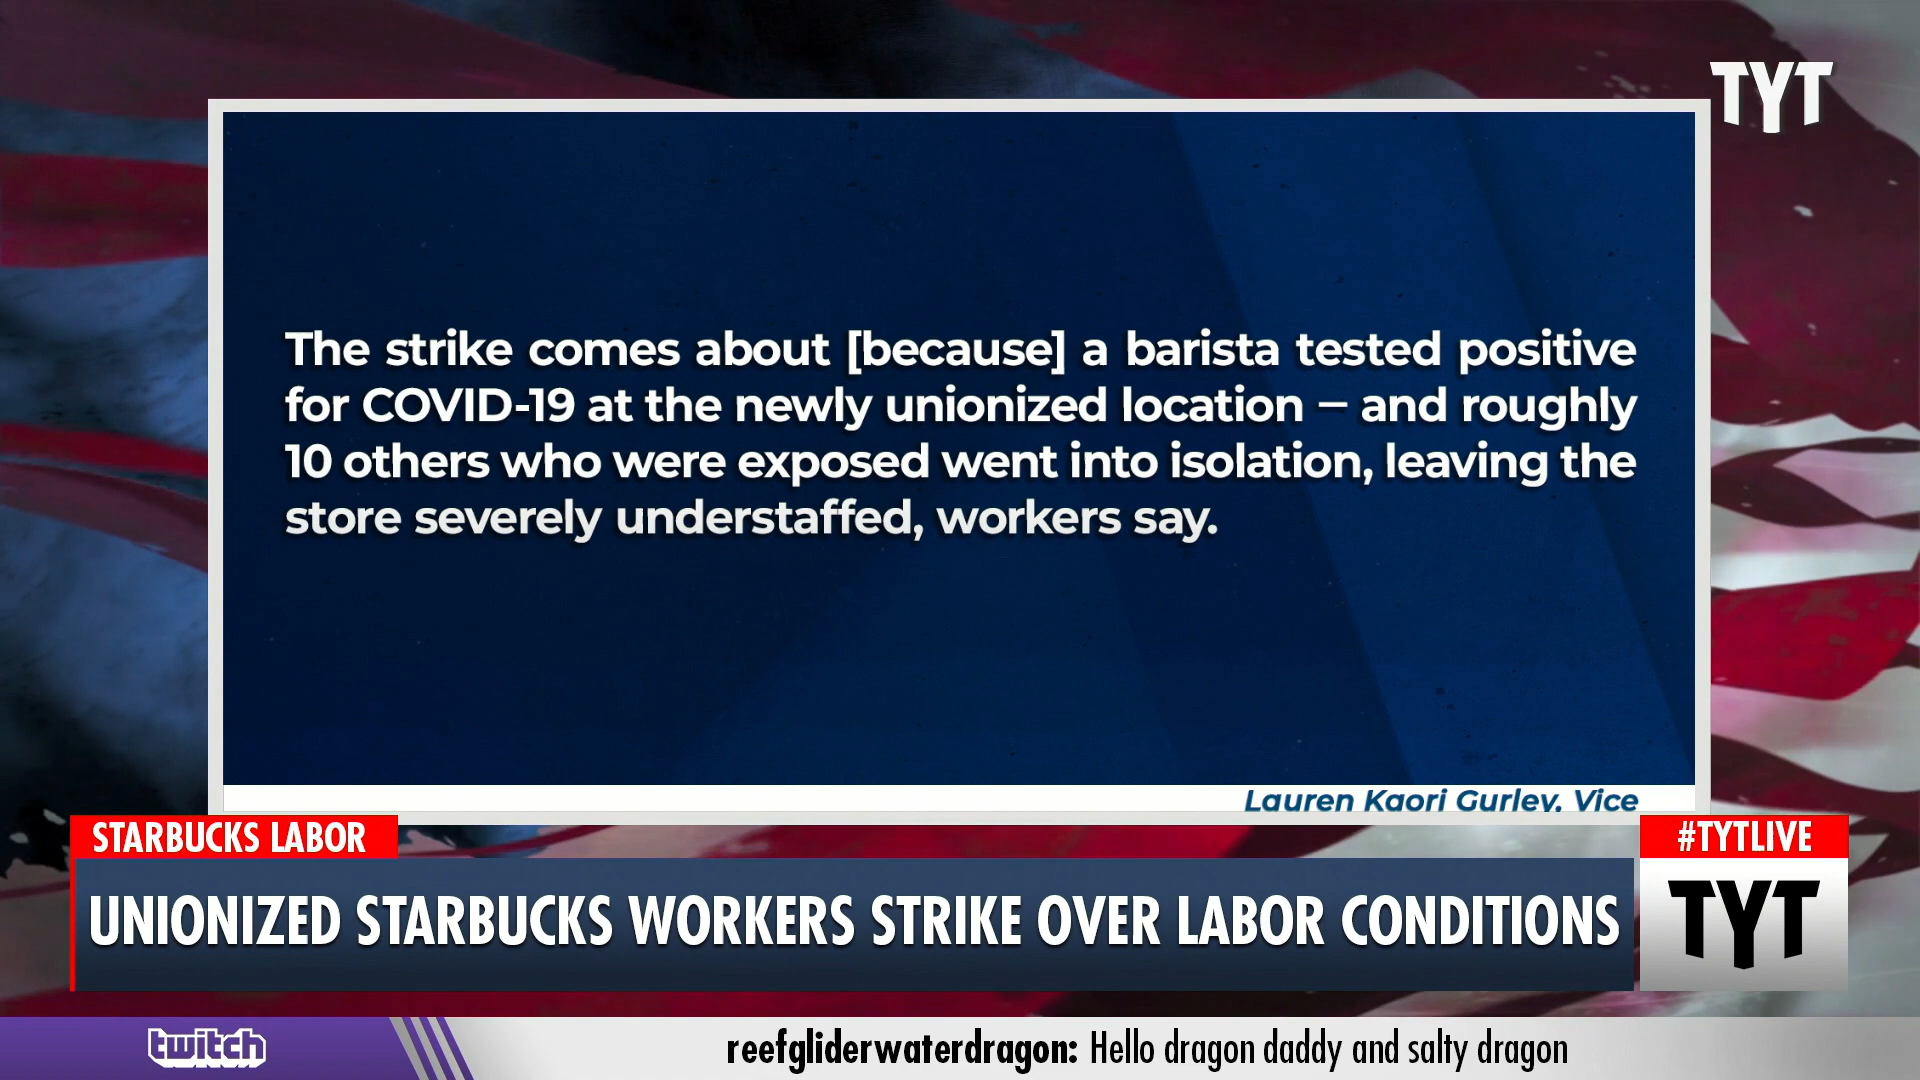 TYT
The strike comes about [because] a barista tested positive
for COVID-19 at the newly unionized location — and roughly
10 others who were exposed went into isolation, leaving the
store severely understaffed, workers say.
Lauren Kaori Gurley, Vice
STARBUCKS LABOR
#TYTLIVE
UNIONIZED STARBUCKS WORKERS STRIKE OVER LABOR CONDITIONS
TYT
twitch
reefgliderwaterdragon: Hello dragon daddy and salty dragon